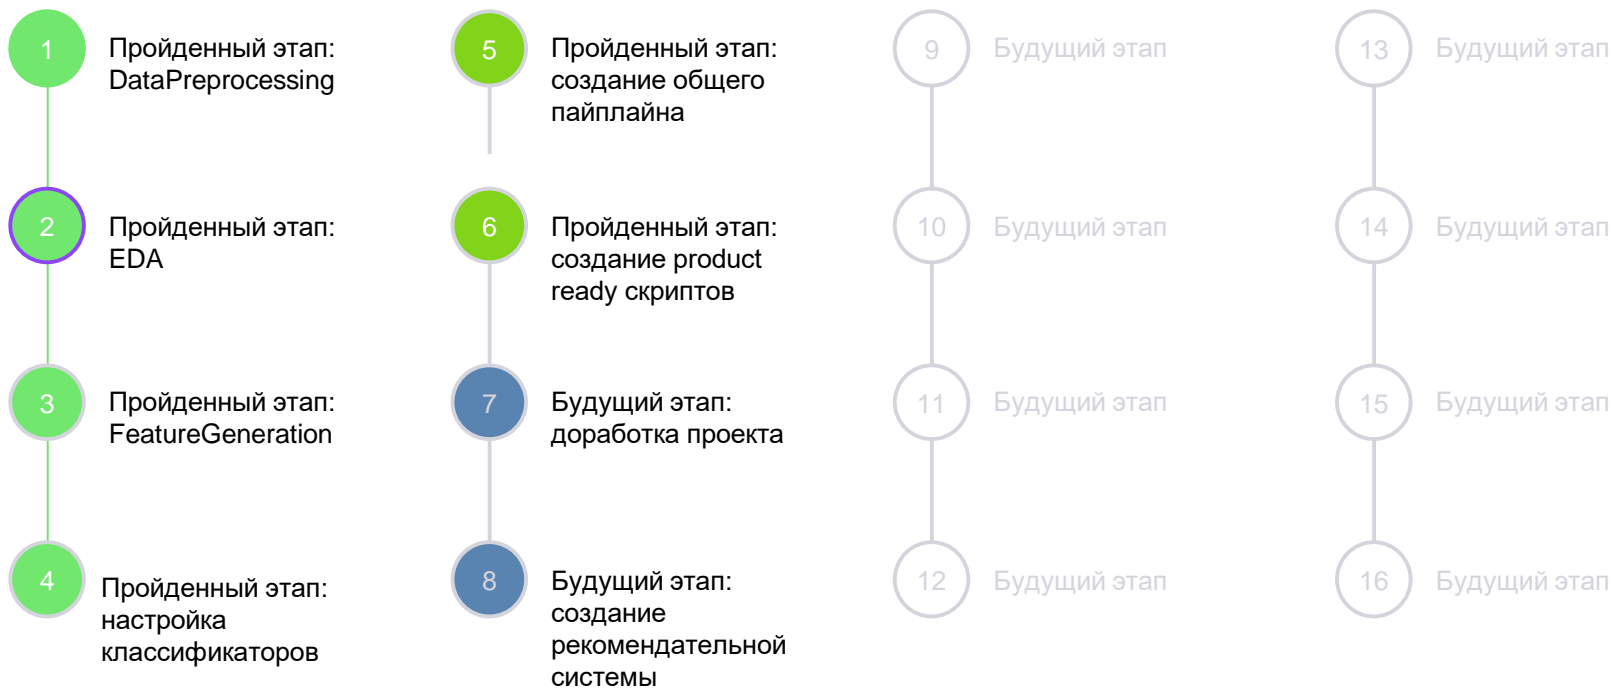 1
Пройденный этап:
DataPreprocessing
2
Пройденный этап:
EDA
3
Пройденный этап:
FeatureGeneration
4
Пройденный этап:
настройка
классификаторов
5
Пройденный этап:
создание общего
пайплайна
6
Пройденный этап:
создание product
ready скриптов
7
Будущий этап:
доработка проекта
8
Будущий этап:
создание
рекомендательной
системы
9
Будущий этап
10
Будущий этап
11
Будущий этап
12
Будущий этап
13
Будущий этап
14
Будущий этап
15
Будущий этап
16
Будущий этап